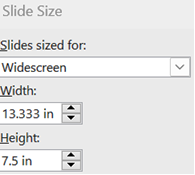 Slide Size
Slides sized for:
Widescreen
Width:
13.333 in
Height:
7.5 in